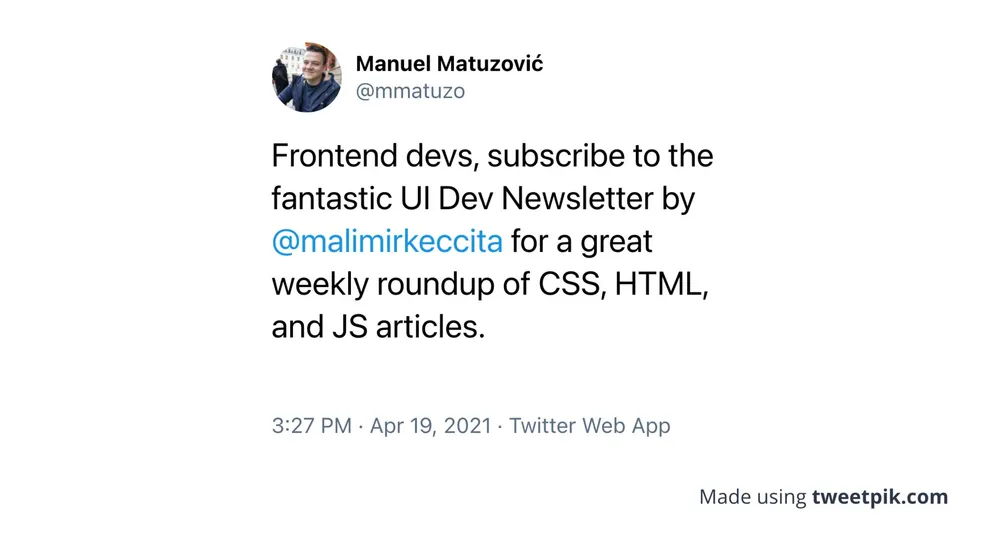 Manuel Matuzović
@mmatuzo
Frontend devs, subscribe to the
fantastic UI Dev Newsletter by
@malimirkeccita for a great
weekly roundup of CSS, HTML,
and JS articles.
3:27 PM · Apr 19, 2021 · Twitter Web App
Made using tweetpik.com